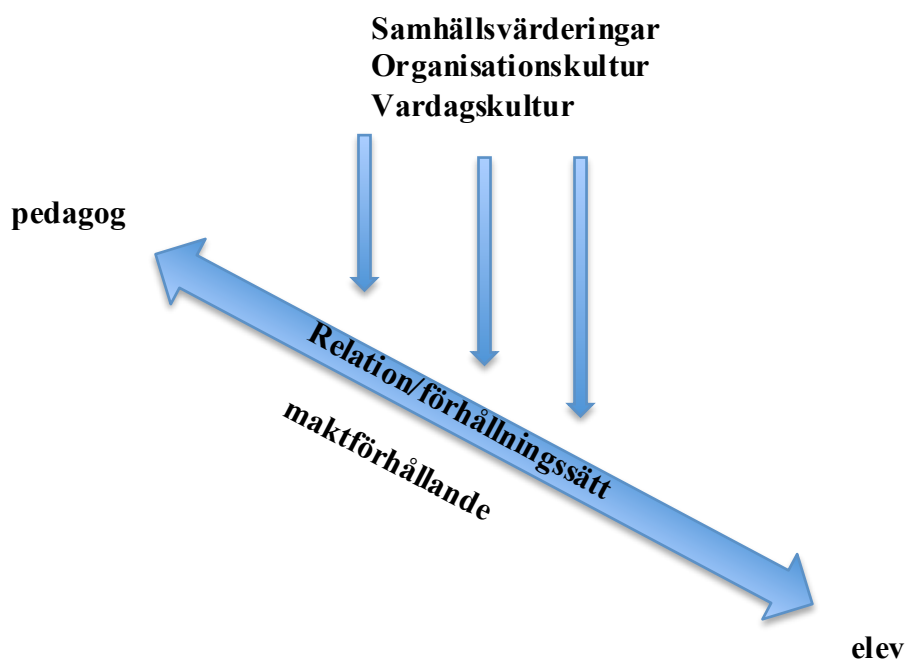 Samhällsvärderingar
Organisationskultur
Vardagskultur
pedagog
Relation/förhållningssätt
maktförhållande
elev